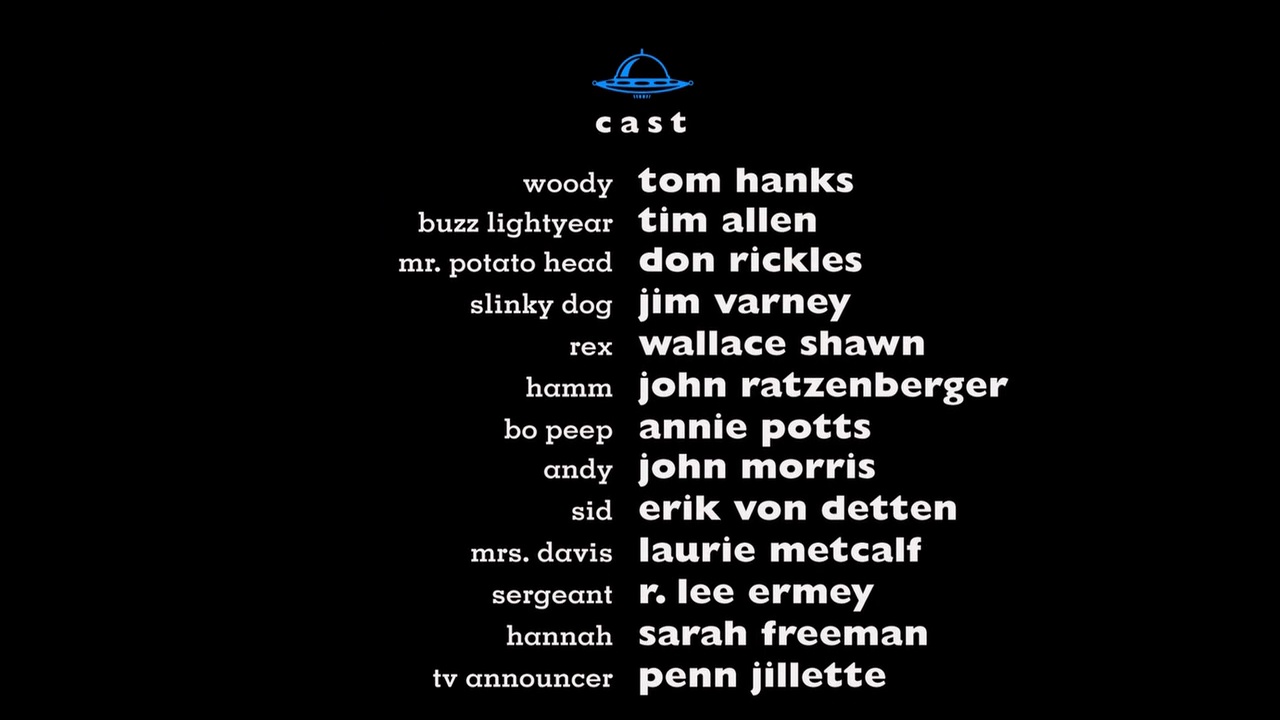 cast
woody tom hanks
buzz lightyear tim allen
mr. potato head don rickles
slinky dog jim varney
rex wallace shawn
hamm john ratzenberger
bo peep annie potts
andy john morris
sid erik von detten
mrs. davis laurie metcalf
sergeant r. lee ermey
hannah sarah freeman
tv announcer penn jillette